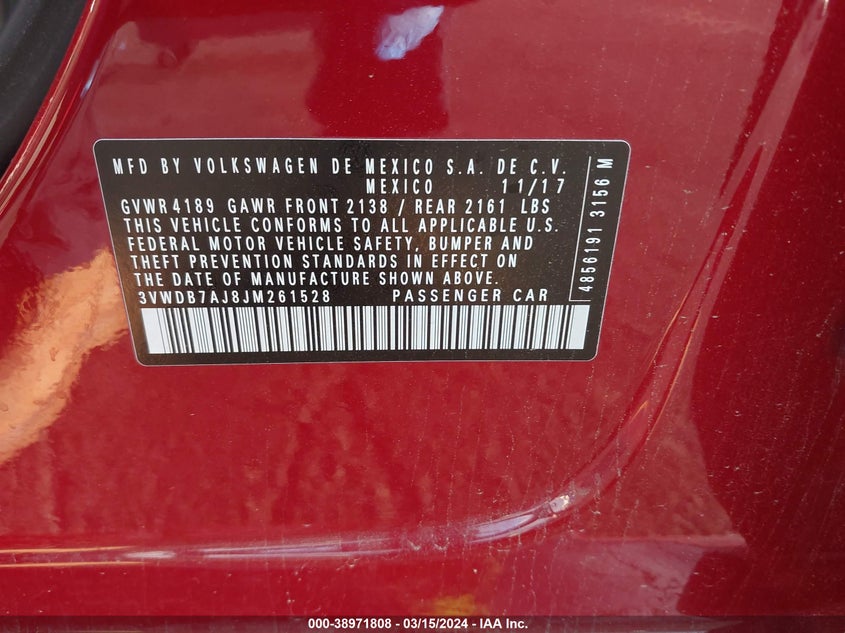 MFD BY VOLKSWAGEN DE MEXICO S.A. DE C.V.
MEXICO 11/17
GVWR 4189 GAWR FRONT 2138 / REAR 2161 LBS
THIS VEHICLE CONFORMS TO ALL APPLICABLE U.S.
FEDERAL MOTOR VEHICLE SAFETY, BUMPER AND
THEFT PREVENTION STANDARDS IN EFFECT ON
THE DATE OF MANUFACTURE SHOWN ABOVE.
3VWDB7AJ8JM261528 PASSENGER CAR
4856191 3156 M
000-38971808 - 03/15/2024 - IAA Inc.